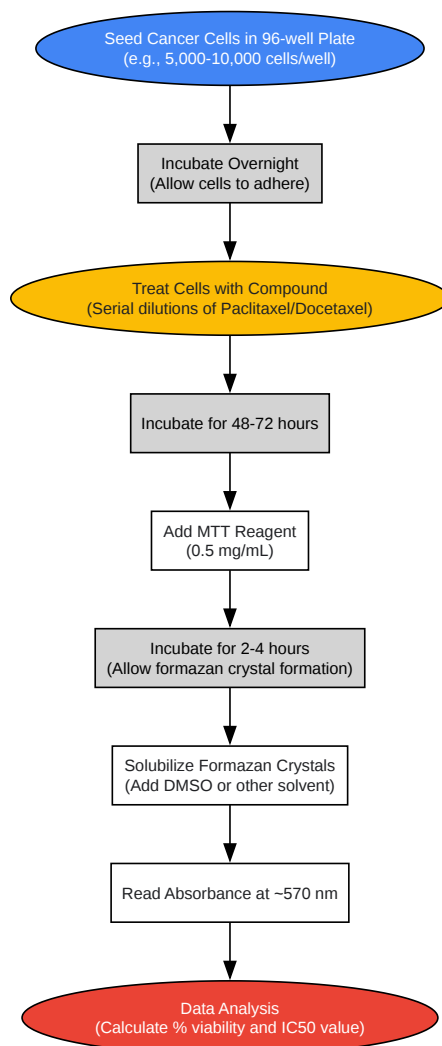 Seed Cancer Cells in 96-well Plate
(e.g., 5,000-10,000 cells/well)
Incubate Overnight
(Allow cells to adhere)
Treat Cells with Compound
(Serial dilutions of Paclitaxel/Docetaxel)
Incubate for 48-72 hours
Add MTT Reagent
(0.5 mg/mL)
Incubate for 2-4 hours
(Allow formazan crystal formation)
Solubilize Formazan Crystals
(Add DMSO or other solvent)
Read Absorbance at ~570 nm
Data Analysis
(Calculate % viability and IC50 value)